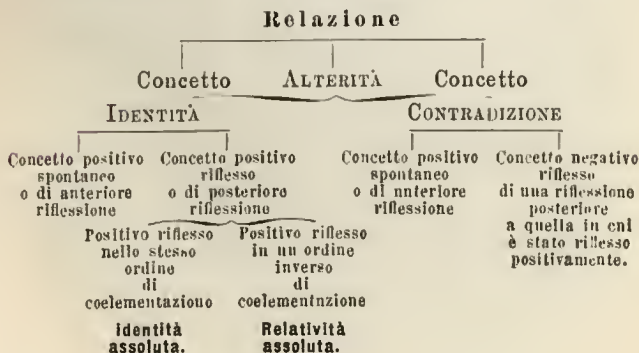 Relazione
Concetto ALTERITÀ Concetto
IDENTITÀ CONTRADIZIONE
Concetto positivo Concetto positivo Concetto positivo Concetto negativo
spontaneo riflesso spontaneo riflesso
o di anteriore o di posteriore o di anteriore di una riflessione
riflessione riflessione riflessione posteriore
a quella in cui
è stato riflesso
positivamente.
Positivo riflesso Positivo riflesso
nello stesso in un ordine
ordine inverso
di di
coelementazione coelementazione
identità Relatività
assoluta. assoluta.